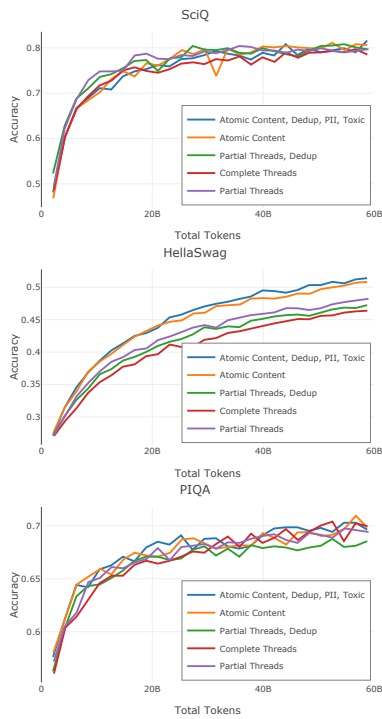 SciQ
0.8
0.7
0.6
0.5
Accuracy
Atomic Content, Dedup, PII, Toxic
Atomic Content
Partial Threads, Dedup
Complete Threads
Partial Threads
0
20B
40B
60B
Total Tokens
HellaSwag
0.5
0.45
0.4
0.35
0.3
Accuracy
Atomic Content, Dedup, PII, Toxic
Atomic Content
Partial Threads, Dedup
Complete Threads
Partial Threads
0
20B
40B
60B
Total Tokens
PIQA
0.7
0.65
0.6
Accuracy
Atomic Content, Dedup, PII, Toxic
Atomic Content
Partial Threads, Dedup
Complete Threads
Partial Threads
0
20B
40B
60B
Total Tokens